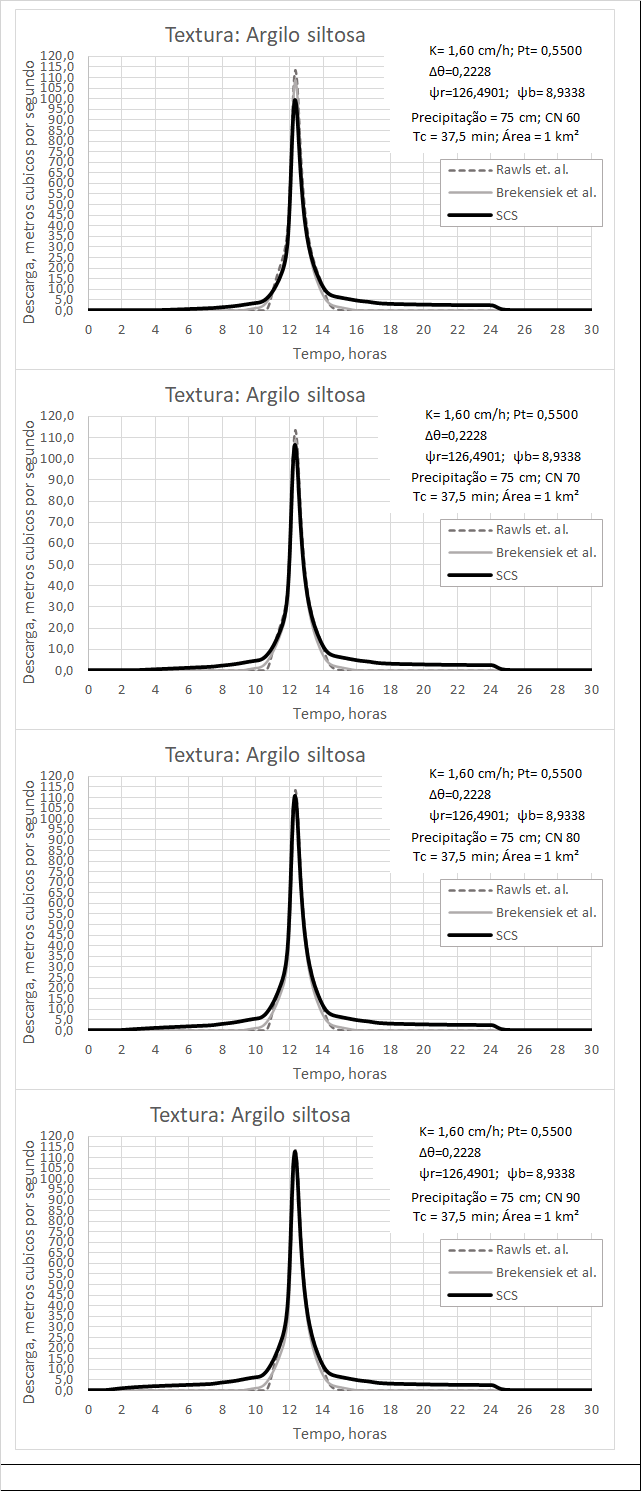 Textura: Argilo siltosa
K= 1,60 cm/h; Pt= 0,5500
Δθ=0,2228
ψr=126,4901; ψb= 8,9338
Precipitação = 75 cm; CN 60
Tc = 37,5 min; Área = 1 km²
Rawls et. al.
Brekensiek et al.
SCS
Descarga, metros cubicos por segundo
120,0
115,0
110,0
105,0
100,0
95,0
90,0
85,0
80,0
75,0
70,0
65,0
60,0
55,0
50,0
45,0
40,0
35,0
30,0
25,0
20,0
15,0
10,0
5,0
0,0
0 2 4 6 8 10 12 14 16 18 20 22 24 26 28 30
Tempo, horas
Textura: Argilo siltosa
K= 1,60 cm/h; Pt= 0,5500
Δθ=0,2228
ψr=126,4901; ψb= 8,9338
Precipitação = 75 cm; CN 70
Tc = 37,5 min; Área = 1 km²
Rawls et. al.
Brekensiek et al.
SCS
Descarga, metros cubicos por segundo
120,0
110,0
100,0
90,0
80,0
70,0
60,0
50,0
40,0
30,0
20,0
10,0
0,0
0 2 4 6 8 10 12 14 16 18 20 22 24 26 28 30
Tempo, horas
Textura: Argilo siltosa
K= 1,60 cm/h; Pt= 0,5500
Δθ=0,2228
ψr=126,4901; ψb= 8,9338
Precipitação = 75 cm; CN 80
Tc = 37,5 min; Área = 1 km²
Rawls et. al.
Brekensiek et al.
SCS
Descarga, metros cubicos por segundo
120,0
115,0
110,0
105,0
100,0
95,0
90,0
85,0
80,0
75,0
70,0
65,0
60,0
55,0
50,0
45,0
40,0
35,0
30,0
25,0
20,0
15,0
10,0
5,0
0,0
0 2 4 6 8 10 12 14 16 18 20 22 24 26 28 30
Tempo, horas
Textura: Argilo siltosa
K= 1,60 cm/h; Pt= 0,5500
Δθ=0,2228
ψr=126,4901; ψb= 8,9338
Precipitação = 75 cm; CN 90
Tc = 37,5 min; Área = 1 km²
Rawls et. al.
Brekensiek et al.
SCS
Descarga, metros cubicos por segundo
120,0
115,0
110,0
105,0
100,0
95,0
90,0
85,0
80,0
75,0
70,0
65,0
60,0
55,0
50,0
45,0
40,0
35,0
30,0
25,0
20,0
15,0
10,0
5,0
0,0
0 2 4 6 8 10 12 14 16 18 20 22 24 26 28 30
Tempo, horas